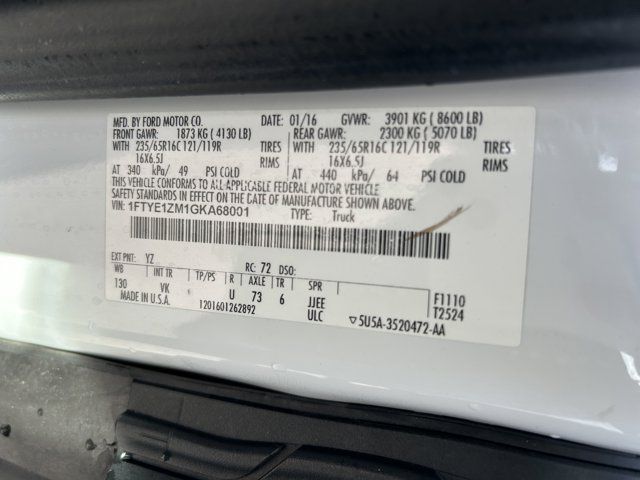 MFD. BY FORD MOTOR CO. DATE: 01/16 GVWR: 3901 KG ( 8600 LB)
FRONT GAWR: 1873 KG ( 4130 LB) REAR GAWR: 2300 KG ( 5070 LB)
WITH 235/65R16C 121/119R TIRES WITH 235/65R16C 121/119R TIRES
16X6.5J RIMS 16X6.5J RIMS
AT 340 kPa/ 49 PSI COLD AT 440 kPa/ 64 PSI COLD
THIS VEHICLE CONFORMS TO ALL APPLICABLE FEDERAL MOTOR VEHICLE
SAFETY STANDARDS IN EFFECT ON THE DATE OF MANUFACTURE SHOWN ABOVE.
VIN: 1FTYE1ZM1GKA68001 TYPE: Truck
EXT PNT: YZ RC: 72 DSO:
WB INT TR TP/PS R AXLE TR SPR
130 VK U 73 6 JJEE F1110
MADE IN U.S.A. 1201601262892 ULC ▽5U5A-3520472-AA T2524